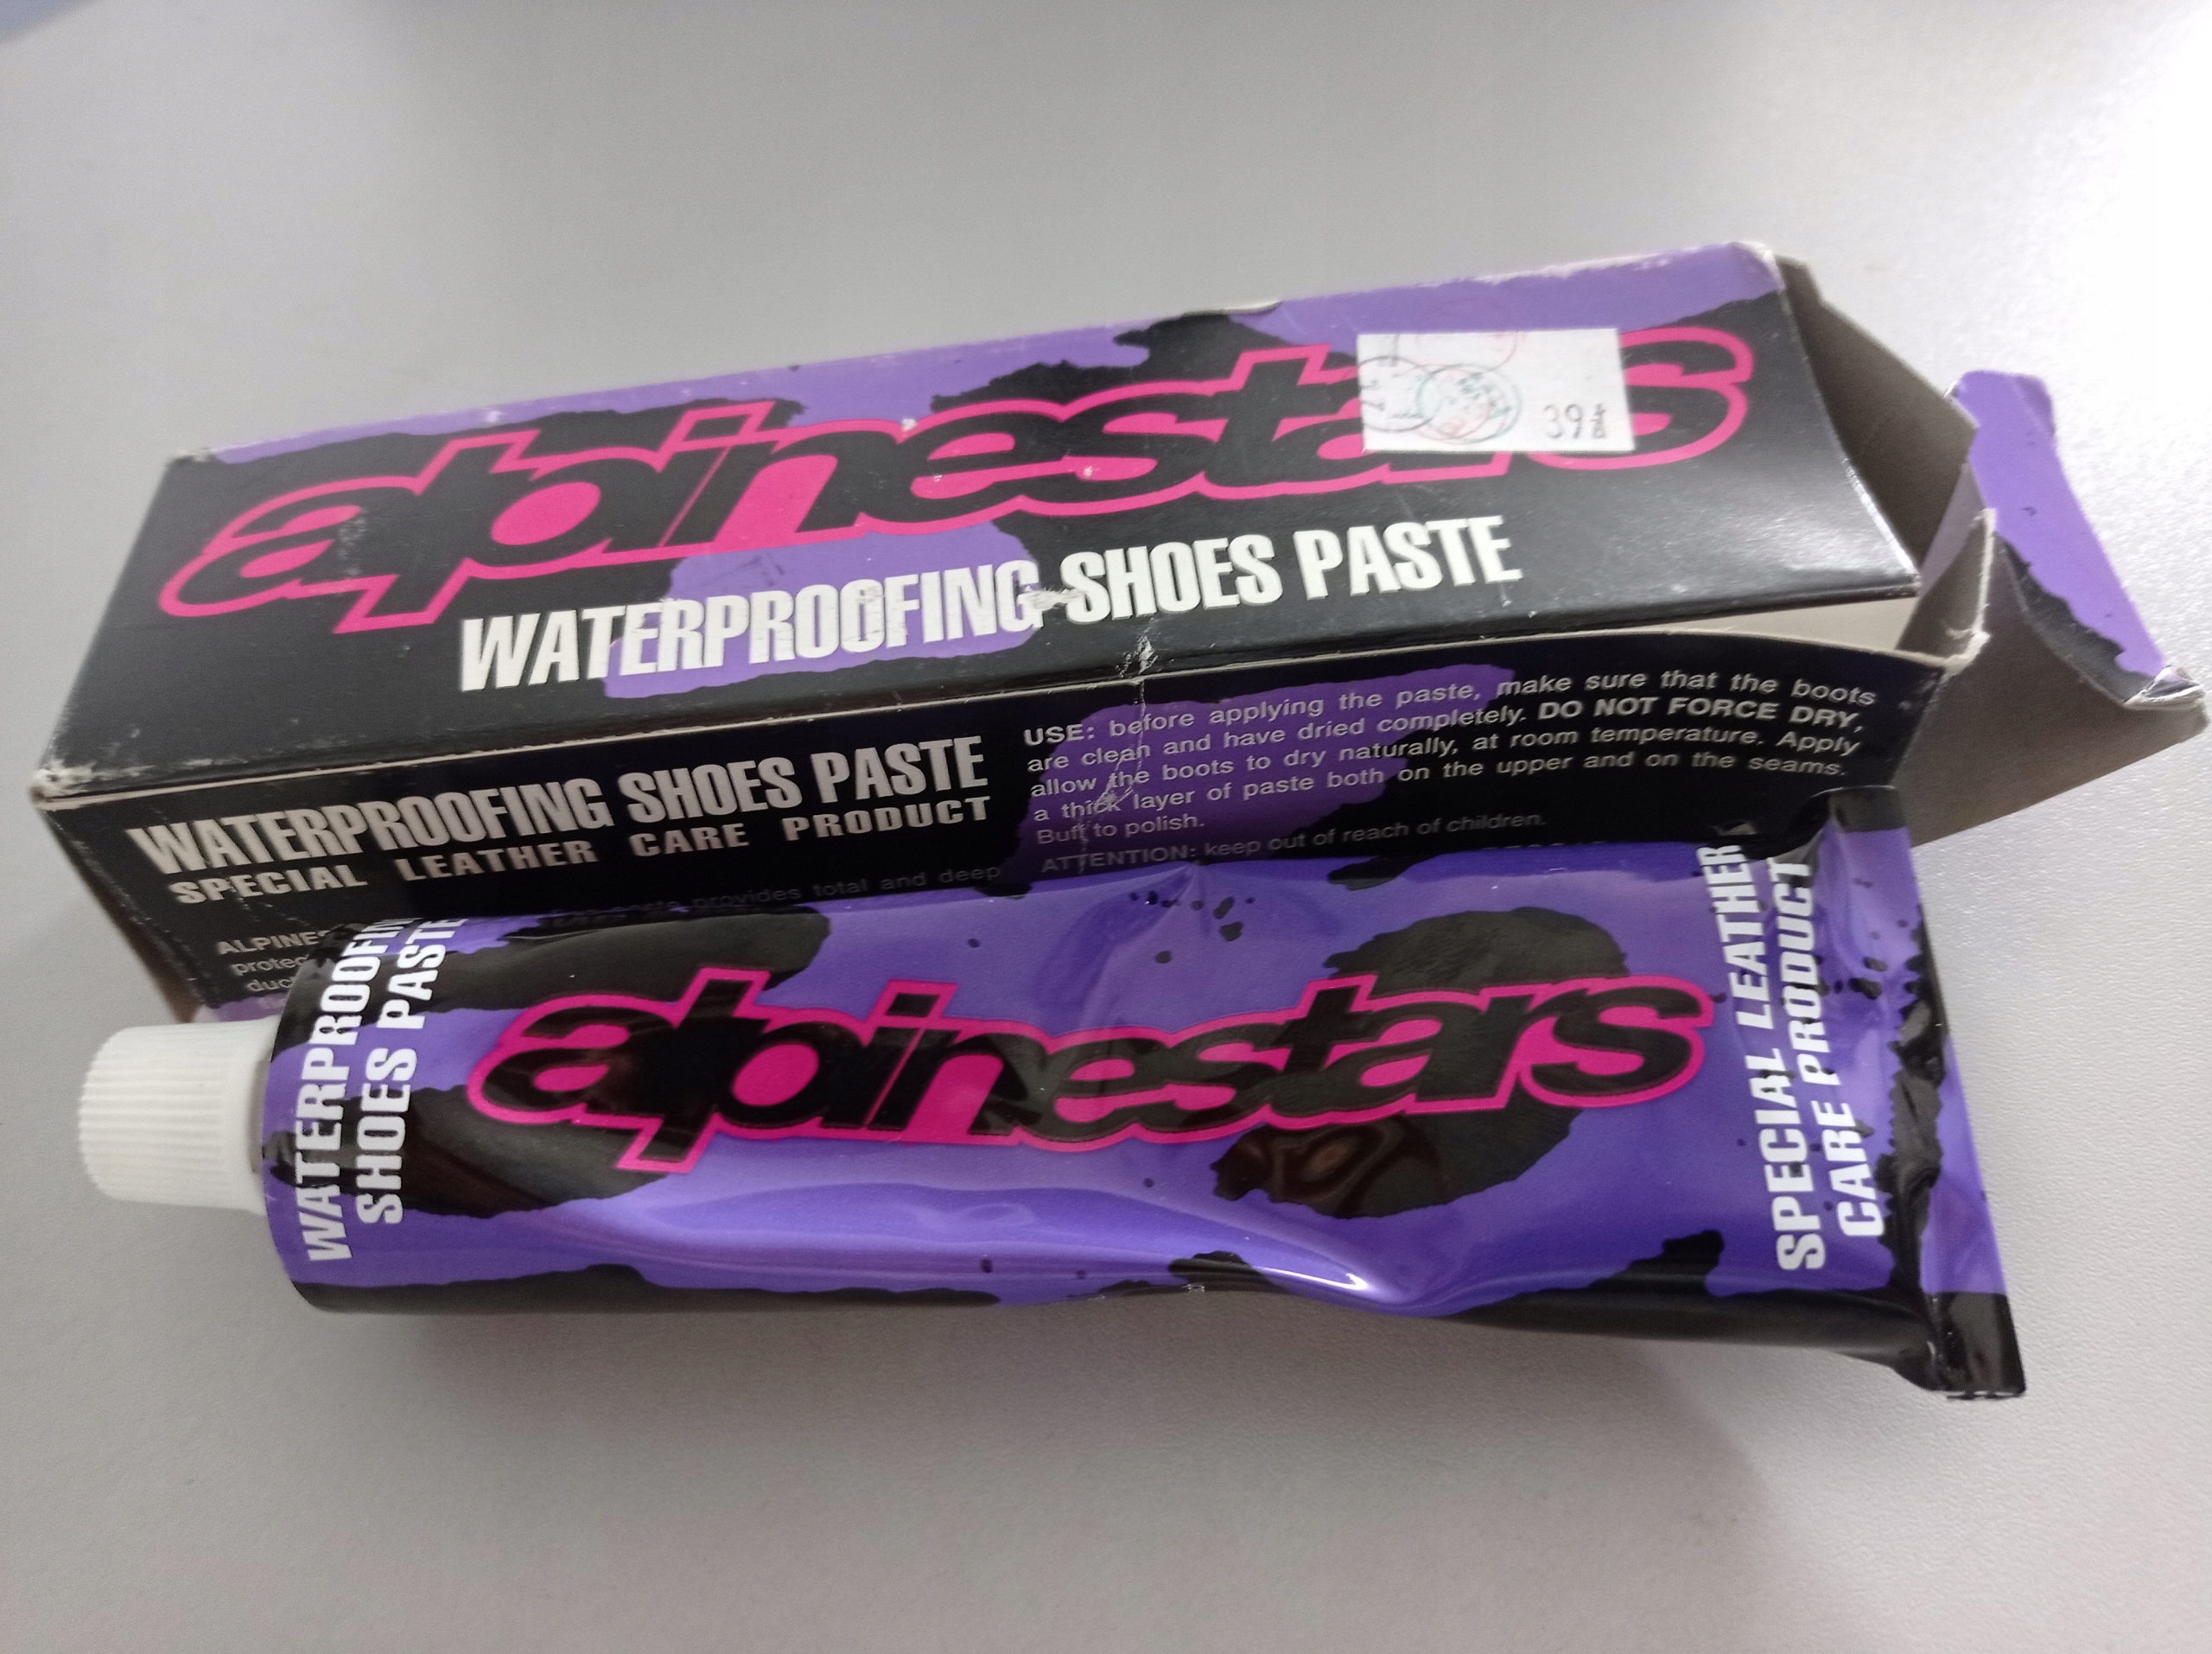 alpinestars
39
WATERPROOFING SHOES PASTE
WATERPROOFING SHOES PASTE
SPECIAL LEATHER CARE PRODUCT
provides total and deep
USE: before applying the paste, make sure that the boots
are clean and have dried completely. DO NOT FORCE DRY,
allow the boots to dry naturally, at room temperature. Apply
a thick layer of paste both on the upper and on the seams.
Buff to polish.
ATTENTION: keep out of reach of children.
WATERPROOFIN
SHOES PASTE
alpinestars
SPECIAL LEATHER
CARE PRODUCT